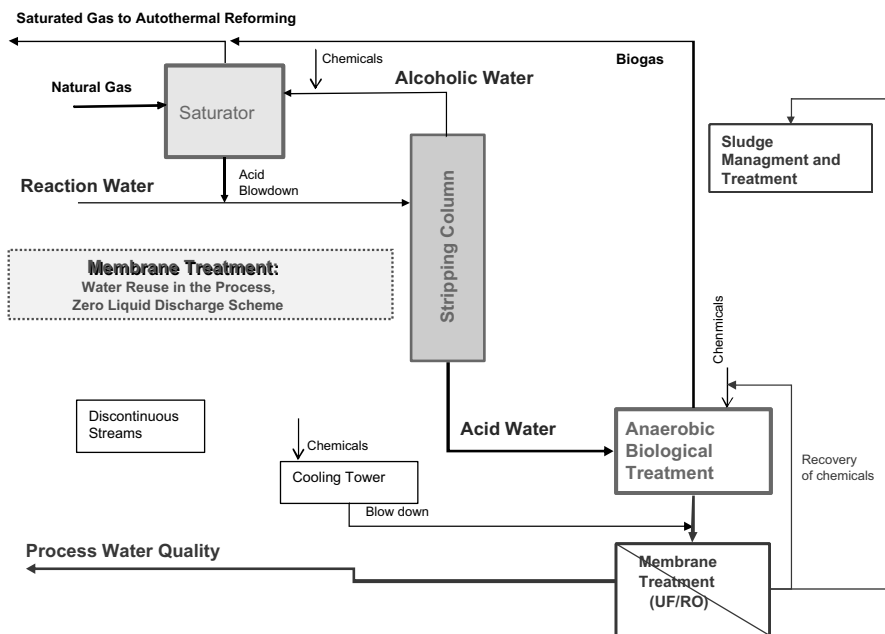 Saturated Gas to Autothermal Reforming
Chemicals
Biogas
Alcoholic Water
Natural Gas
Saturator
Sludge
Managment and
Treatment
Acid
Blowdown
Reaction Water
Stripping Column
Membrane Treatment:
Water Reuse in the Process,
Zero Liquid Discharge Scheme
Chenmicals
Discontinuous
Streams
Chemicals
Acid Water
Anaerobic
Biological
Treatment
Recovery
of chemicals
Cooling Tower
Blow down
Process Water Quality
Membrane
Treatment
(UF/RO)